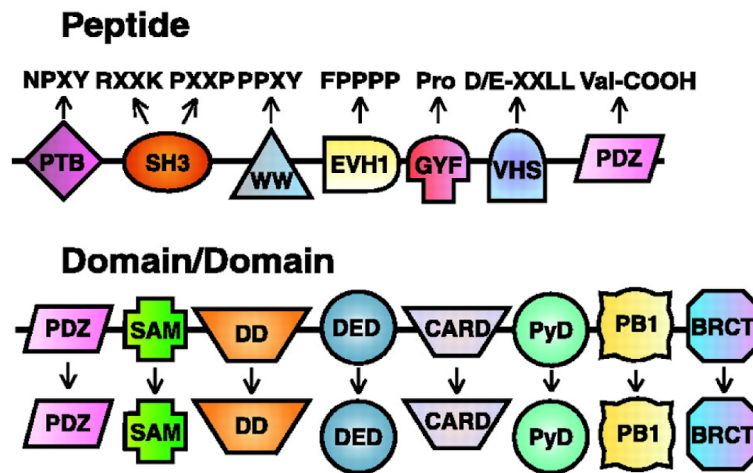 Peptide
NPXY RXXK PXXP PPXY FPPPP Pro D/E-XXLL Val-COOH
PTB SH3 WW EVH1 GYF VHS PDZ
Domain/Domain
PDZ SAM DD DED CARD PyD PB1 BRCT
PDZ SAM DD DED CARD PyD PB1 BRCT